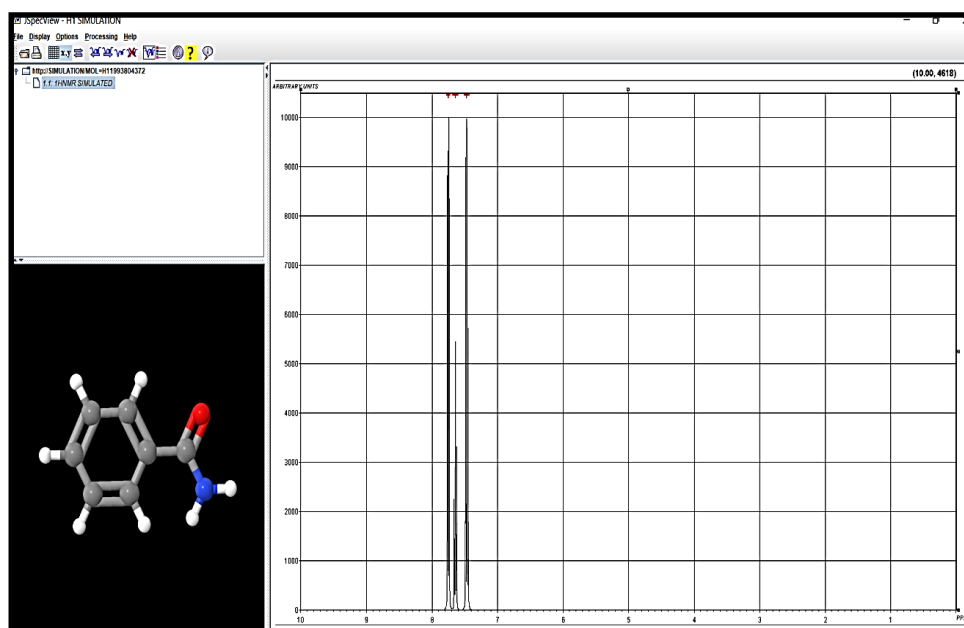 JSpecView - H1 SIMULATION
File Display Options Processing Help
x,y
http://SIMULATION/MOL=H11993804372
1.1: 1HNMR SIMULATED
(10.00, 4618)
ARBITRARY UNITS
10000
9000
8000
7000
6000
5000
4000
3000
2000
1000
0
10 9 8 7 6 5 4 3 2 1